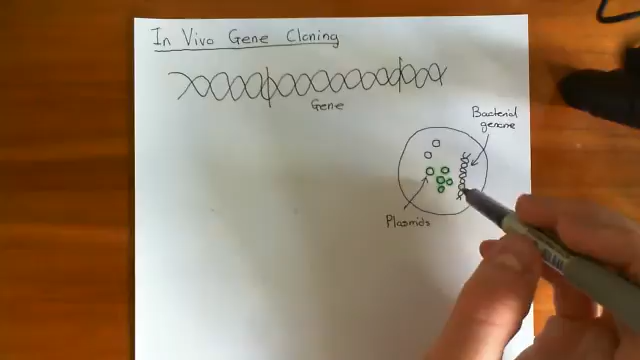 In Vivo Gene Cloning
Gene
Bacterial
genome
Plasmids